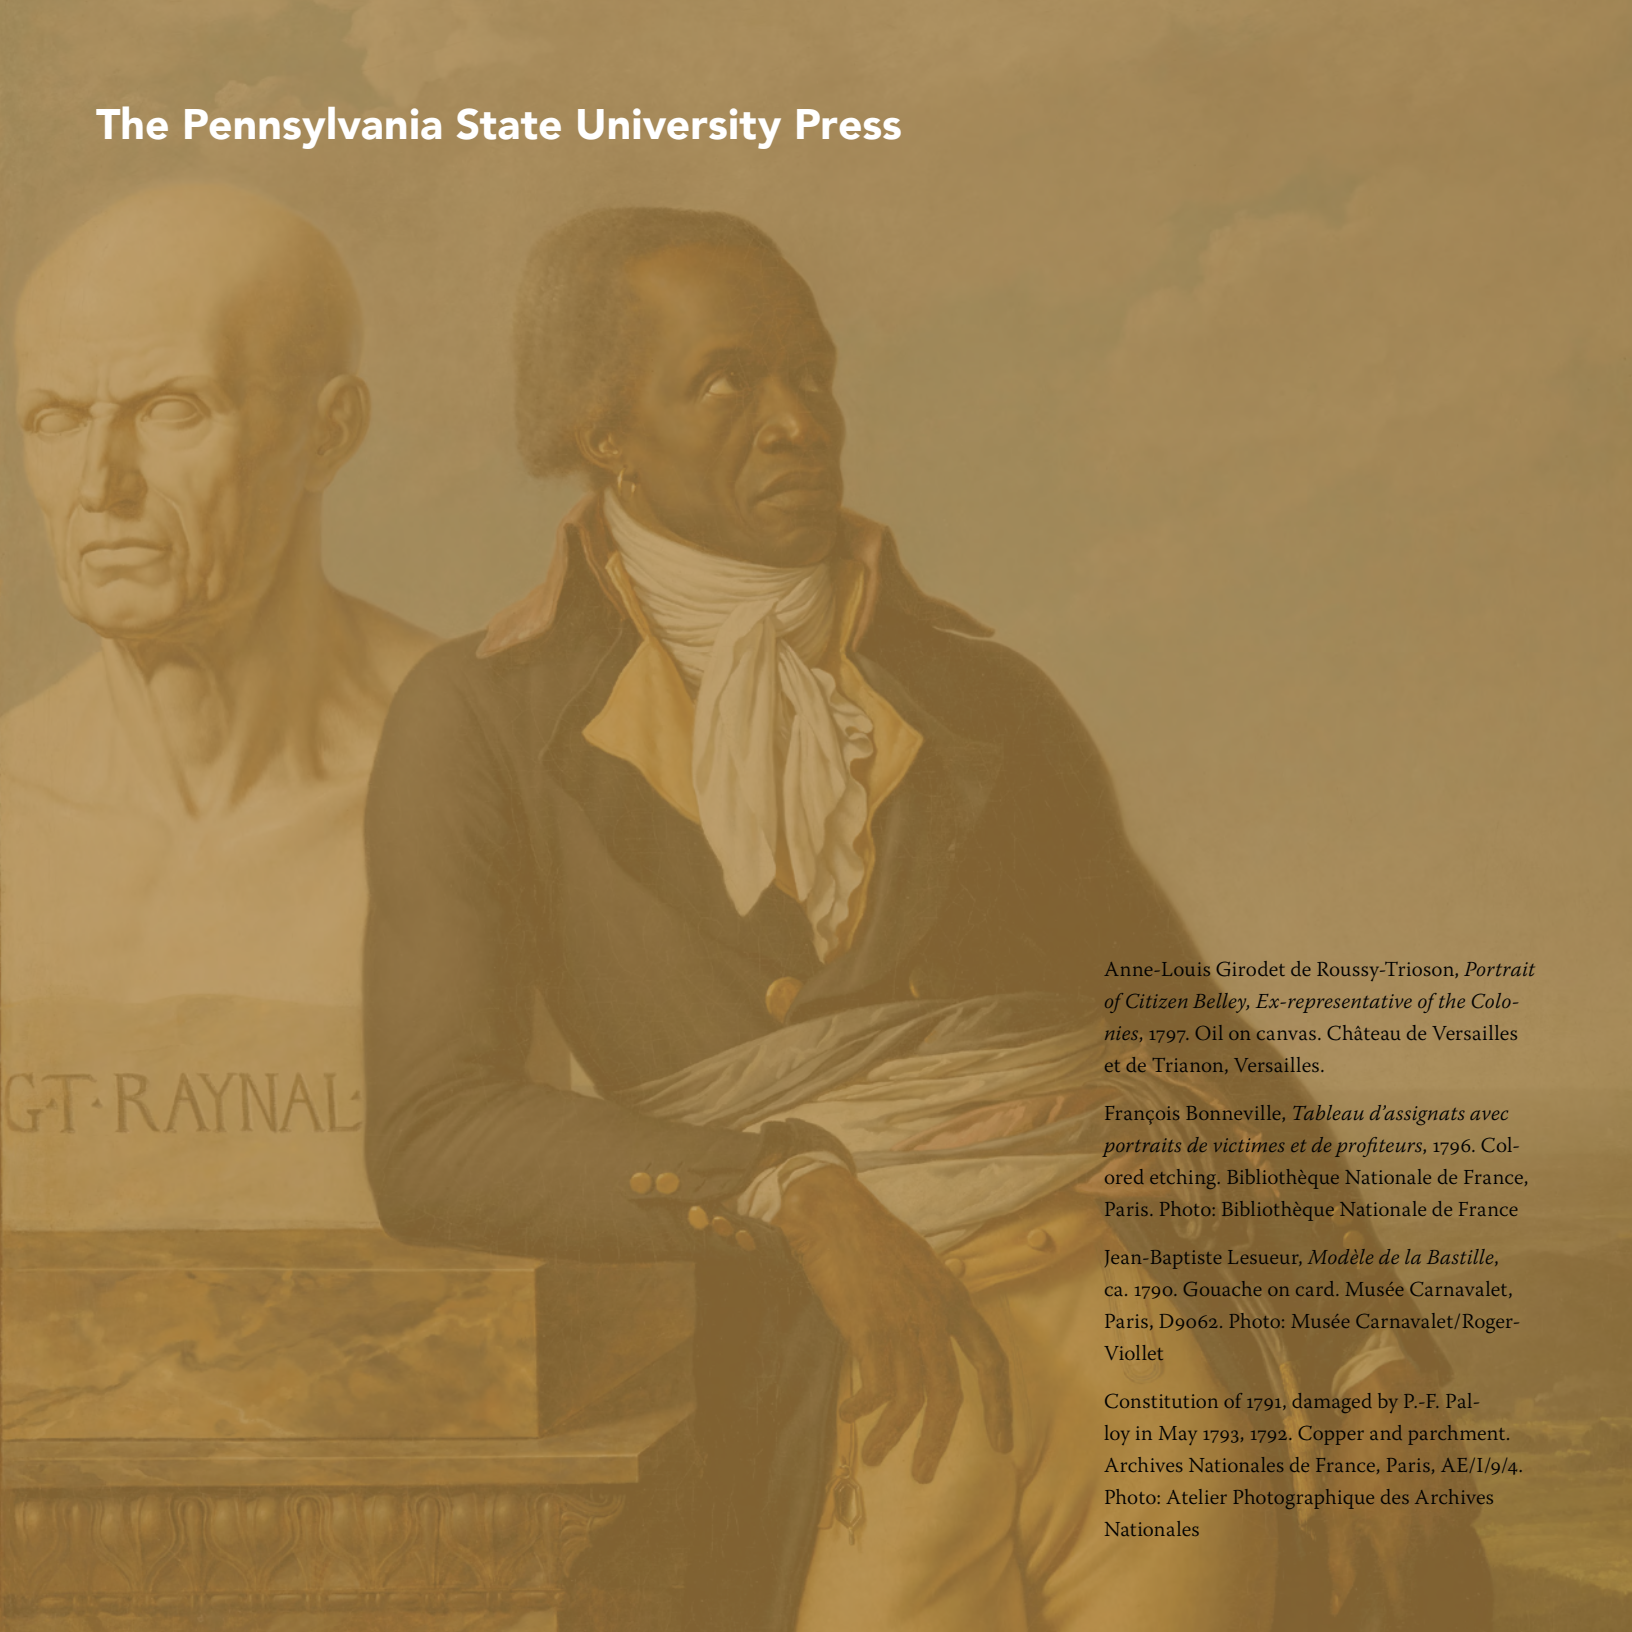 The Pennsylvania State University Press
G·T·RAYNAL·
Anne-Louis Girodet de Roussy-Trioson, Portrait
of Citizen Belley, Ex-representative of the Colo-
nies, 1797. Oil on canvas. Château de Versailles
et de Trianon, Versailles.
François Bonneville, Tableau d’assignats avec
portraits de victimes et de profiteurs, 1796. Col-
ored etching. Bibliothèque Nationale de France,
Paris. Photo: Bibliothèque Nationale de France
Jean-Baptiste Lesueur, Modèle de la Bastille,
ca. 1790. Gouache on card. Musée Carnavalet,
Paris, D9062. Photo: Musée Carnavalet/Roger-
Viollet
Constitution of 1791, damaged by P.-F. Pal-
loy in May 1793, 1792. Copper and parchment.
Archives Nationales de France, Paris, AE/I/9/4.
Photo: Atelier Photographique des Archives
Nationales